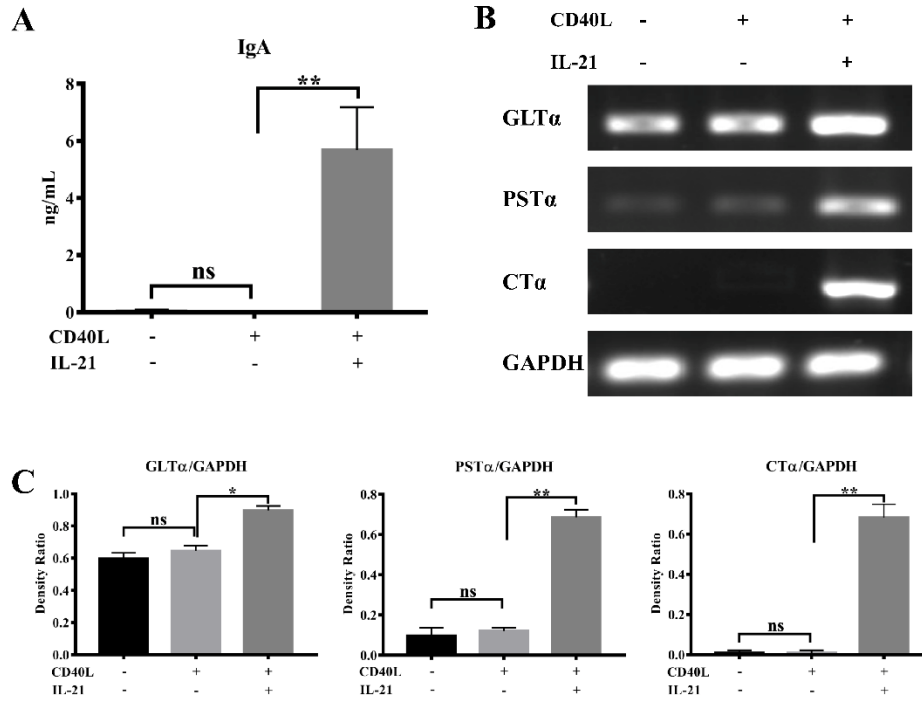 A
IgA
**
8
6
4
2
0
ng/mL
ns
CD40L - + +
IL-21 - - +
B
CD40L - + +
IL-21 - - +
GLTα
PSTα
CTα
GAPDH
C
GLTα/GAPDH
*
ns
1.0
0.8
0.6
0.4
0.2
0.0
Density Ratio
CD40L - + +
IL-21 - - +
PSTα/GAPDH
**
ns
0.8
0.6
0.4
0.2
0.0
Density Ratio
CD40L - + +
IL-21 - - +
CTα/GAPDH
**
ns
0.8
0.6
0.4
0.2
0.0
Density Ratio
CD40L - + +
IL-21 - - +